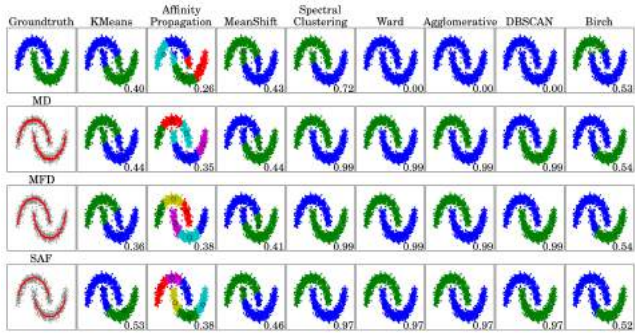 Groundtruth KMeans Affinity Propagation MeanShift Spectral Clustering Ward Agglomerative DBSCAN Birch
0.40 0.26 0.43 0.72 0.00 0.00 0.00 0.53
MD
0.44 0.35 0.44 0.99 0.99 0.99 0.99 0.54
MFD
0.36 0.38 0.41 0.99 0.99 0.99 0.99 0.54
SAF
0.53 0.38 0.46 0.97 0.97 0.97 0.97 0.52